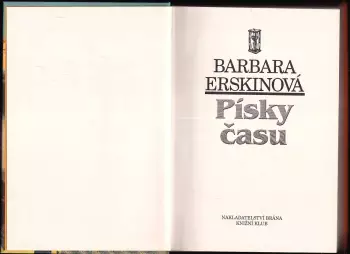 BARBARA
ERSKINOVÁ
Písky
času
NAKLADATELSTVÍ BRÁNA
KNIŽNÍ KLUB